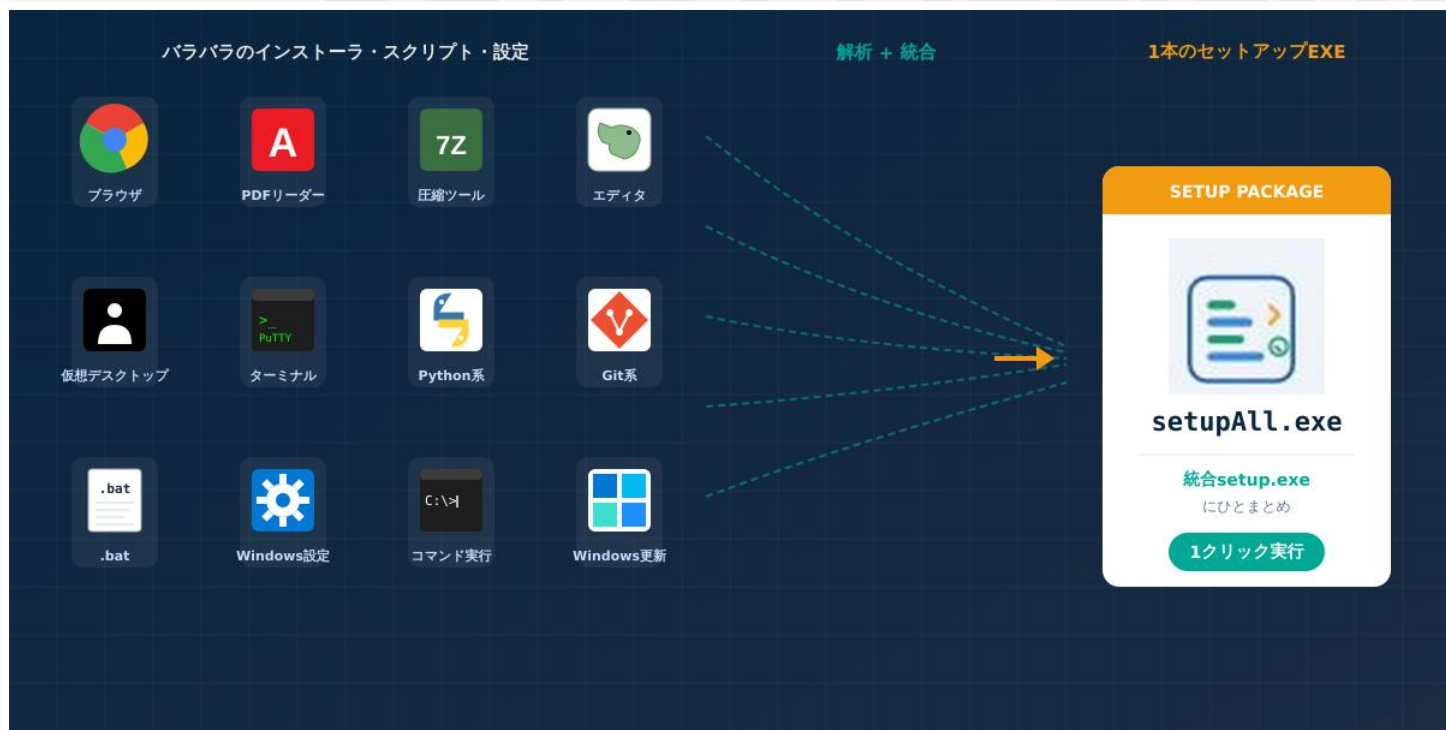 バラバラのインストーラ・スクリプト・設定
解析 + 統合
1本のセットアップEXE
A
7Z
ブラウザ
PDFリーダー
圧縮ツール
エディタ
SETUP PACKAGE
>_
PuTTY
仮想デスクトップ
ターミナル
Python系
Git系
setupAll.exe
.bat
C:\>
統合setup.exe
にひとまとめ
1クリック実行
.bat
Windows設定
コマンド実行
Windows更新